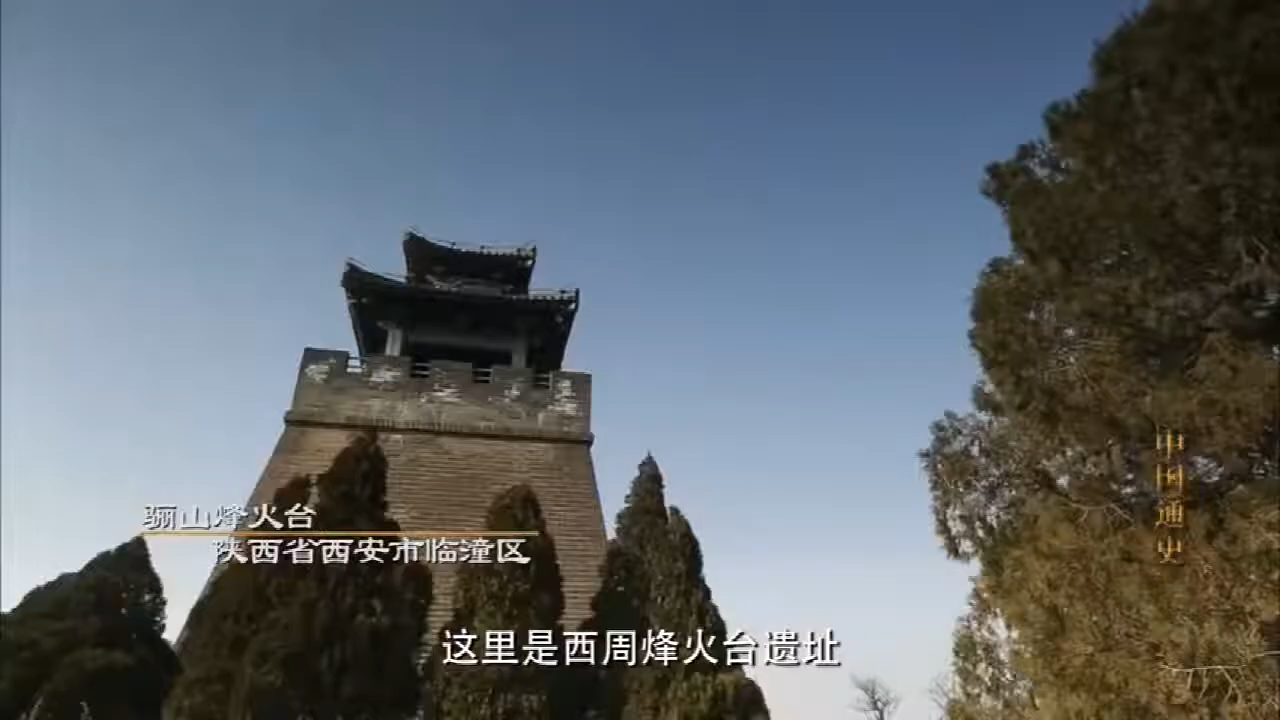 骊山烽火台
陕西省西安市临潼区
中国通史
这里是西周烽火台遗址